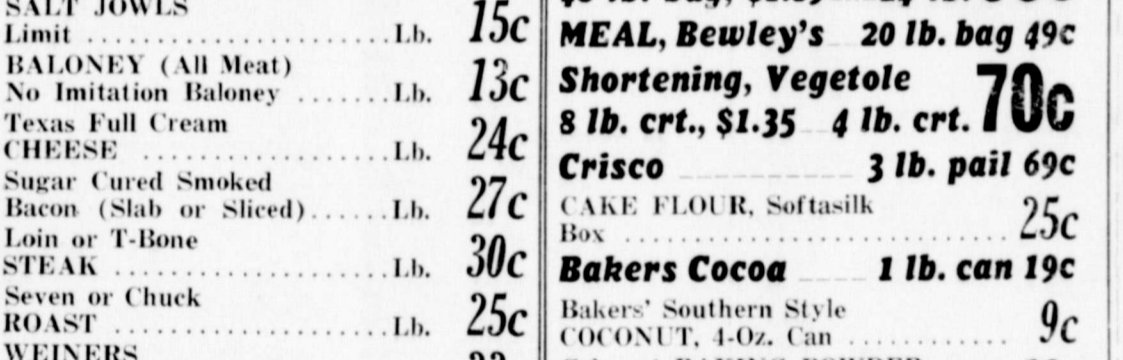 SALT JOWLS
Limit ........................Lb. 15c
BALONEY (All Meat)
No Imitation Baloney .......Lb. 13c
Texas Full Cream
CHEESE ...................Lb. 24c
Sugar Cured Smoked
Bacon (Slab or Sliced)......Lb. 27c
Loin or T-Bone
STEAK .....................Lb. 30c
Seven or Chuck
ROAST .....................Lb. 25c
WEINERS
MEAL, Bewley's 20 lb. bag 49c
Shortening, Vegetole
8 lb. crt., $1.35 4 lb. crt. 70c
Crisco 3 lb. pail 69c
CAKE FLOUR, Softasilk
Box ............................. 25c
Bakers Cocoa 1 lb. can 19c
Bakers' Southern Style
COCONUT, 4-Oz. Can ............ 9c